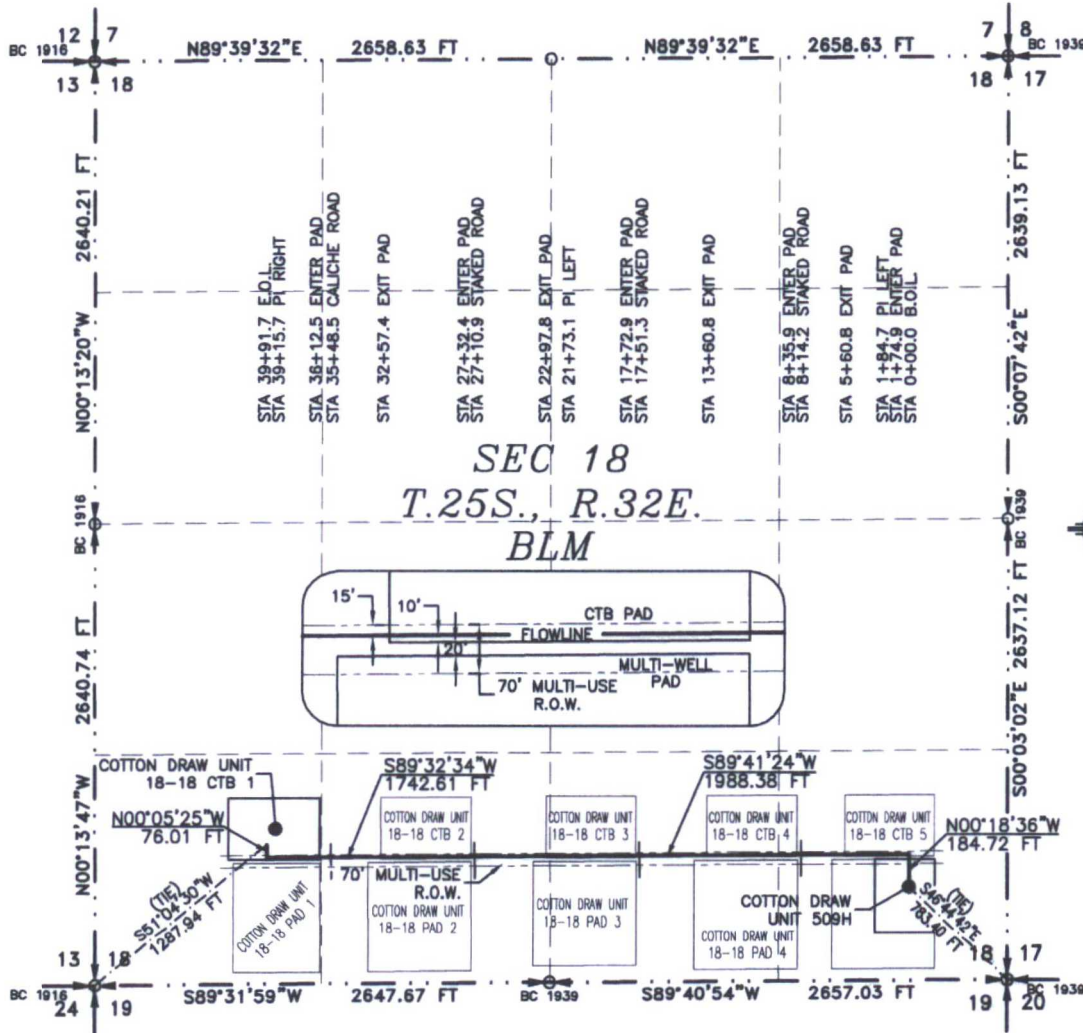 12 7
7 8
BC 1916
N89°39'32"E 2658.63 FT
N89°39'32"E 2658.63 FT
BC 1939
13 18
18 17
2640.21 FT
N00°13'20"W
2639.13 FT
S00°07'42"E
STA 39+91.7 E.O.L.
STA 39+15.7 PI RIGHT
STA 36+12.5 ENTER PAD
STA 35+48.5 CALICHE ROAD
STA 32+57.4 EXIT PAD
STA 27+32.4 ENTER PAD
STA 27+10.9 STAKED ROAD
STA 22+97.8 EXIT PAD
STA 21+73.1 PI LEFT
STA 17+72.9 ENTER PAD
STA 17+51.3 STAKED ROAD
STA 13+60.8 EXIT PAD
STA 8+35.9 ENTER PAD
STA 8+14.2 STAKED ROAD
STA 5+60.8 EXIT PAD
STA 1+84.7 PI LEFT
STA 1+74.9 ENTER PAD
STA 0+00.0 B.O.L.
SEC 18
T.25S., R.32E.
BLM
BC 1916
BC 1939
15'
10'
CTB PAD
FLOWLINE
20'
MULTI-WELL
PAD
70' MULTI-USE
R.O.W.
2640.74 FT
N00°13'47"W
S00°03'02"E 2637.12 FT
COTTON DRAW UNIT
18-18 CTB 1
S89°32'34"W
1742.61 FT
S89°41'24"W
1988.38 FT
N00°05'25"W
76.01 FT
COTTON DRAW UNIT
18-18 CTB 2
COTTON DRAW UNIT
18-18 CTB 3
COTTON DRAW UNIT
18-18 CTB 4
COTTON DRAW UNIT
18-18 CTB 5
N00°18'36"W
184.72 FT
70' MULTI-USE
R.O.W.
(TIE)
S51°04'30"W
1287.94 FT
COTTON DRAW UNIT
18-18 PAD 1
COTTON DRAW UNIT
18-18 PAD 2
COTTON DRAW UNIT
18-18 PAD 3
COTTON DRAW UNIT
18-18 PAD 4
COTTON DRAW
UNIT 509H
(TIE)
S46°44'42"E
783.40 FT
13 18
18 17
BC 1916
S89°31'59"W 2647.67 FT
BC 1939
S89°40'54"W 2657.03 FT
BC 1939
24 19
19 20